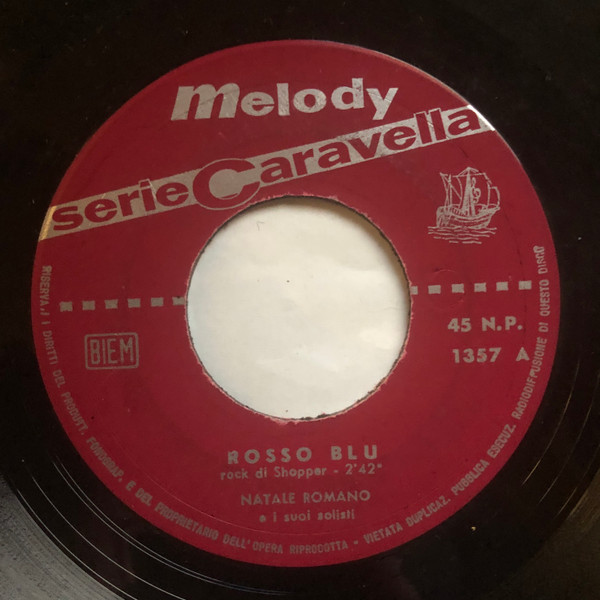 melody
serie Caravella
BIEM
45 N.P.
1357 A
ROSSO BLU
rock di Shopper - 2'42"
NATALE ROMANO
e i suoi solisti
I DIRITTI DEL PRODUTT. FONOGRAF. E DEL PROPRIETARIO DELL'OPERA RIPRODOTTA - VIETATA DUPLICAZ. PUBBLICA ESECUZ. RADIODIFFUSIONE DI QUESTO DISCO